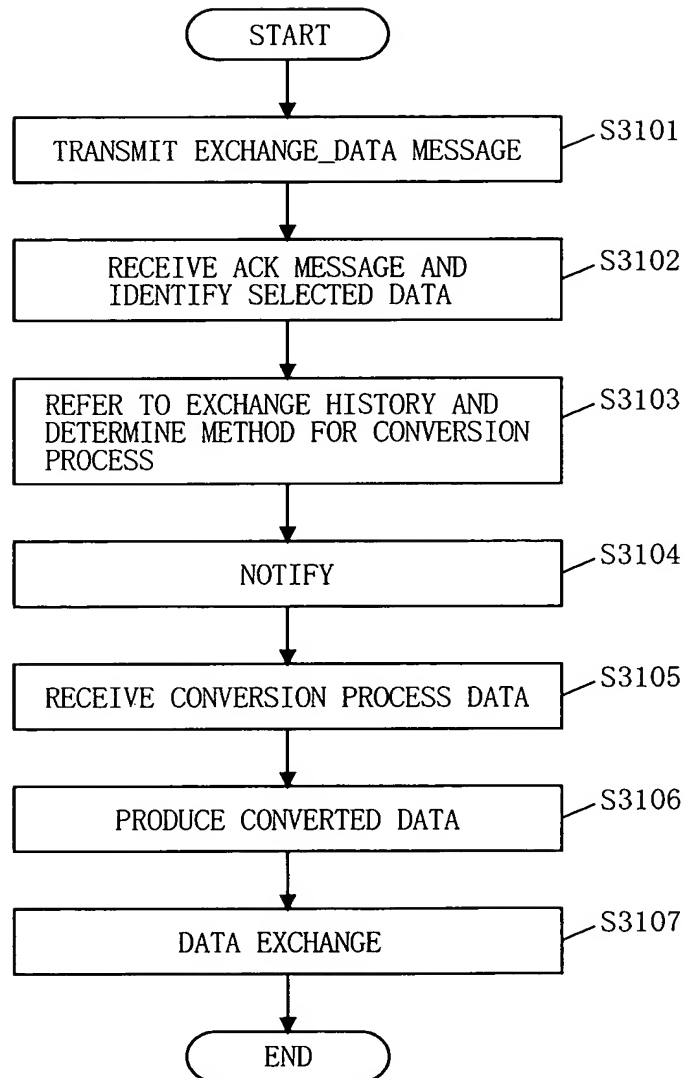 START
TRANSMIT EXCHANGE_DATA MESSAGE
S3101
RECEIVE ACK MESSAGE AND
IDENTIFY SELECTED DATA
S3102
REFER TO EXCHANGE HISTORY AND
DETERMINE METHOD FOR CONVERSION
PROCESS
S3103
NOTIFY
S3104
RECEIVE CONVERSION PROCESS DATA
S3105
PRODUCE CONVERTED DATA
S3106
DATA EXCHANGE
S3107
END